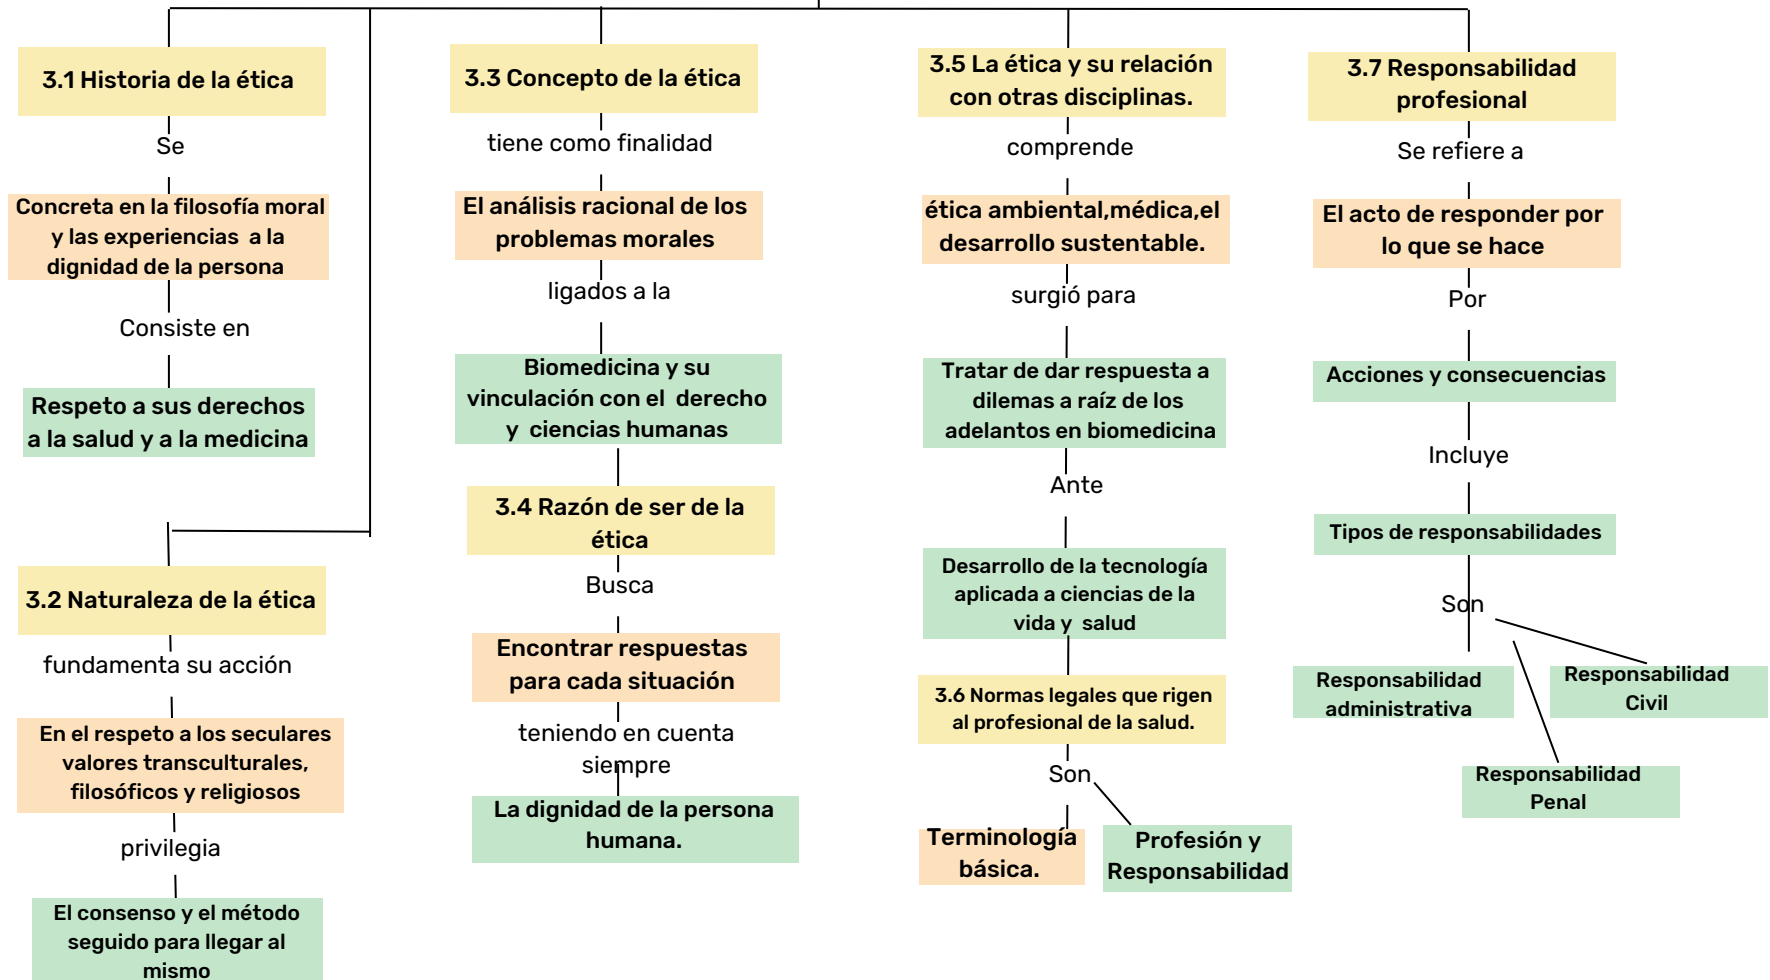 3.1 Historia de la ética
Se
Concreta en la filosofía moral
y las experiencias a la
dignidad de la persona
Consiste en
Respeto a sus derechos
a la salud y a la medicina
3.2 Naturaleza de la ética
fundamenta su acción
En el respeto a los seculares
valores transculturales,
filosóficos y religiosos
privilegia
El consenso y el método
seguido para llegar al
mismo
3.3 Concepto de la ética
tiene como finalidad
El análisis racional de los
problemas morales
ligados a la
Biomedicina y su
vinculación con el derecho
y ciencias humanas
3.4 Razón de ser de la
ética
Busca
Encontrar respuestas
para cada situación
teniendo en cuenta
siempre
La dignidad de la persona
humana.
3.5 La ética y su relación
con otras disciplinas.
comprende
ética ambiental,médica,el
desarrollo sustentable.
surgió para
Tratar de dar respuesta a
dilemas a raíz de los
adelantos en biomedicina
Ante
Desarrollo de la tecnología
aplicada a ciencias de la
vida y salud
3.6 Normas legales que rigen
al profesional de la salud.
Son
Terminología
básica.
Profesión y
Responsabilidad
3.7 Responsabilidad
profesional
Se refiere a
El acto de responder por
lo que se hace
Por
Acciones y consecuencias
Incluye
Tipos de responsabilidades
Son
Responsabilidad
administrativa
Responsabilidad
Civil
Responsabilidad
Penal